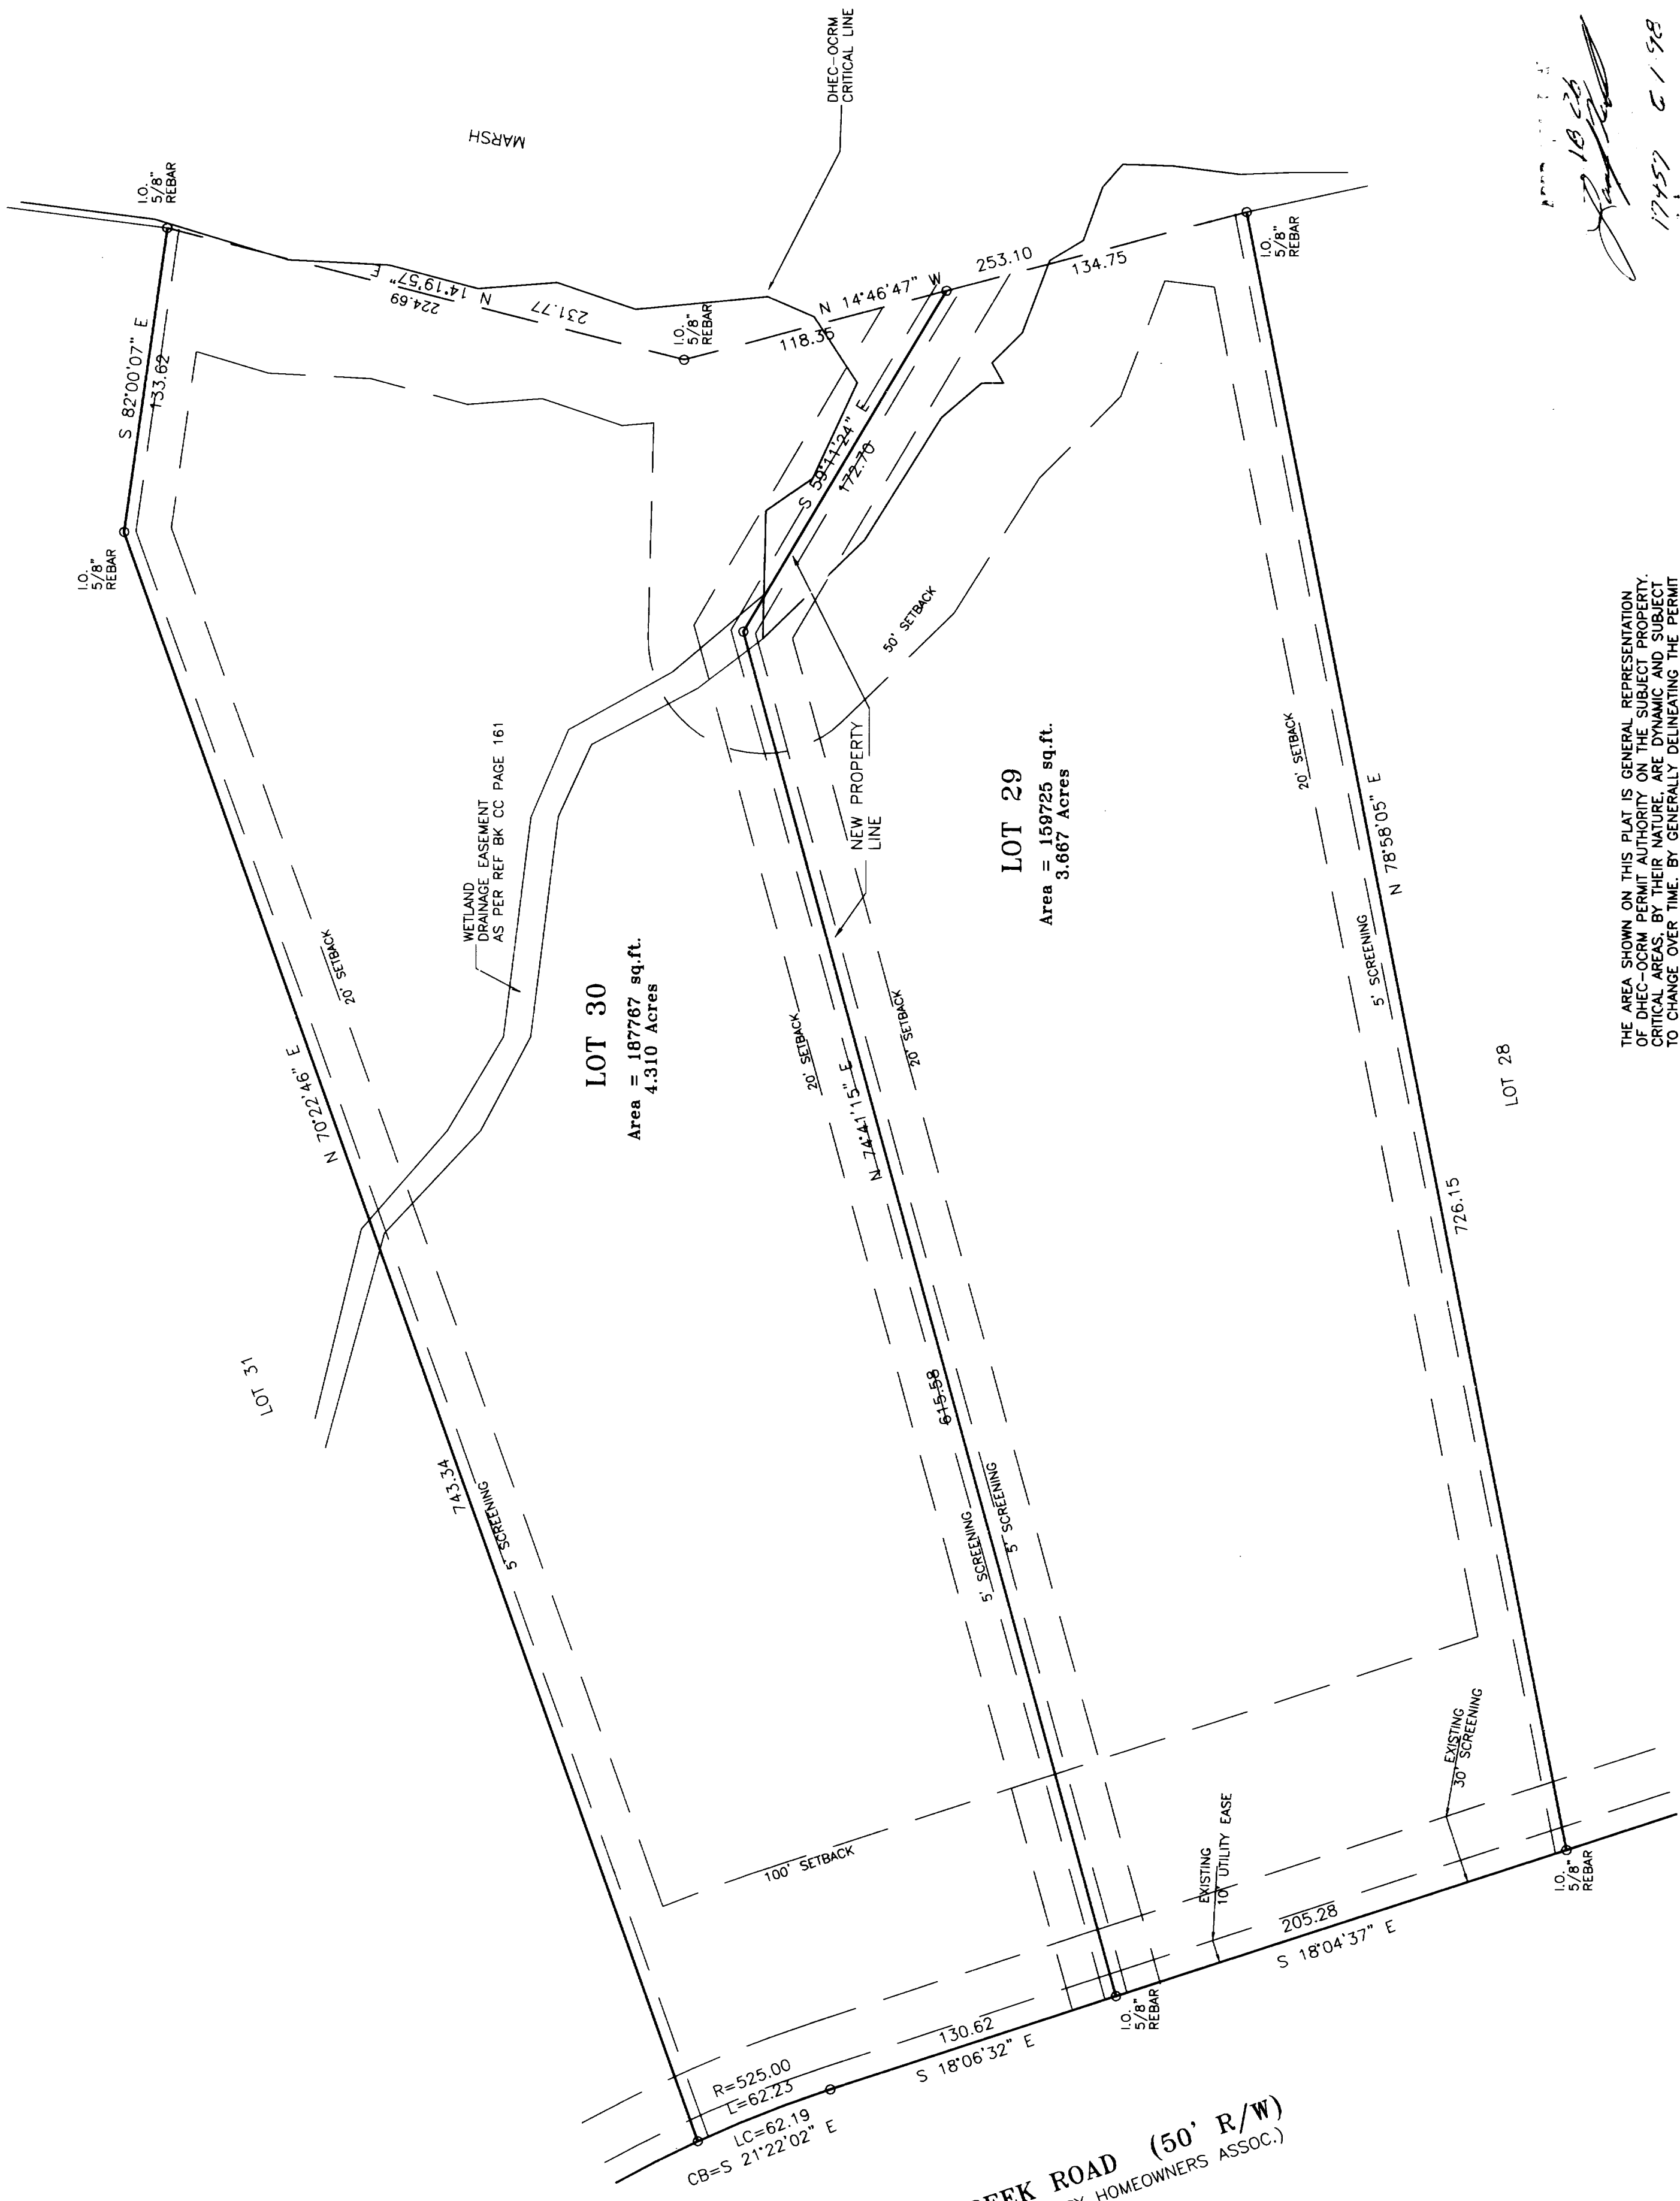 MARSH
DHEC-OCRM
CRITICAL LINE
I.O.
5/8"
REBAR
S 82°00'07" E
133.62
I.O.
5/8"
REBAR
N 14°19'57" E
224.69
231.77
I.O.
5/8"
REBAR
N 14°46'47" W
118.35
253.10
134.75
I.O.
5/8"
REBAR
S 59°11'24" E
172.70
50' SETBACK
WETLAND
DRAINAGE EASEMENT
AS PER REF BK CC PAGE 161
N 70°22'46" E
20' SETBACK
743.34
5' SCREENING
LOT 31
LOT 30
Area = 187767 sq.ft.
4.310 Acres
NEW PROPERTY
LINE
LOT 29
Area = 159725 sq.ft.
3.667 Acres
20' SETBACK
N 74°41'15" E
20' SETBACK
615.58
5' SCREENING
5' SCREENING
20' SETBACK
N 78°58'05" E
5' SCREENING
726.15
LOT 28
100' SETBACK
EXISTING
30' SCREENING
EXISTING
10' UTILITY EASE
205.28
S 18°04'37" E
I.O.
5/8"
REBAR
I.O.
5/8"
REBAR
130.62
S 18°06'32" E
R=525.00
L=62.23
LC=62.19
CB=S 21°22'02" E
ROAD (50' R/W)
HOMEOWNERS ASSOC.)
THE AREA SHOWN ON THIS PLAT IS GENERAL REPRESENTATION
OF DHEC-OCRM PERMIT AUTHORITY ON THE SUBJECT PROPERTY.
CRITICAL AREAS, BY THEIR NATURE, ARE DYNAMIC AND SUBJECT
TO CHANGE OVER TIME. BY GENERALLY DELINEATING THE PERMIT
17457